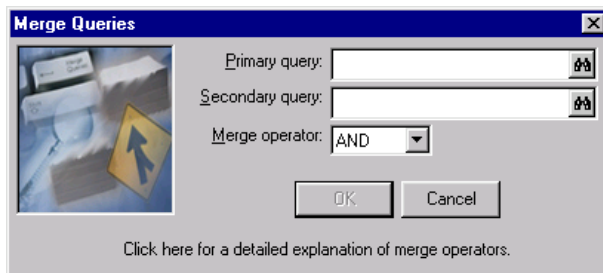 Merge Queries
Primary query:
Secondary query:
Merge operator: AND
OK Cancel
Click here for a detailed explanation of merge operators.